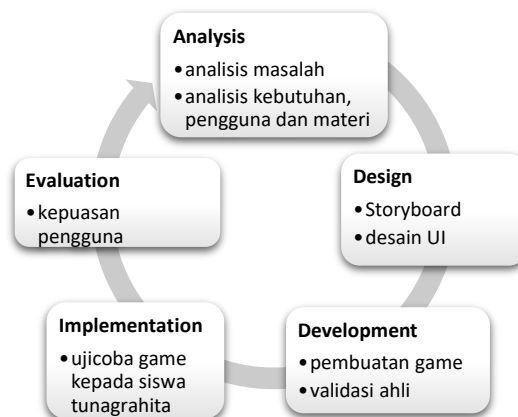 Analysis
•analisis masalah
•analisis kebutuhan,
pengguna dan materi
Design
•Storyboard
•desain UI
Development
•pembuatan game
•validasi ahli
Implementation
•ujicoba game
kepada siswa
tunagrahita
Evaluation
•kepuasan
pengguna